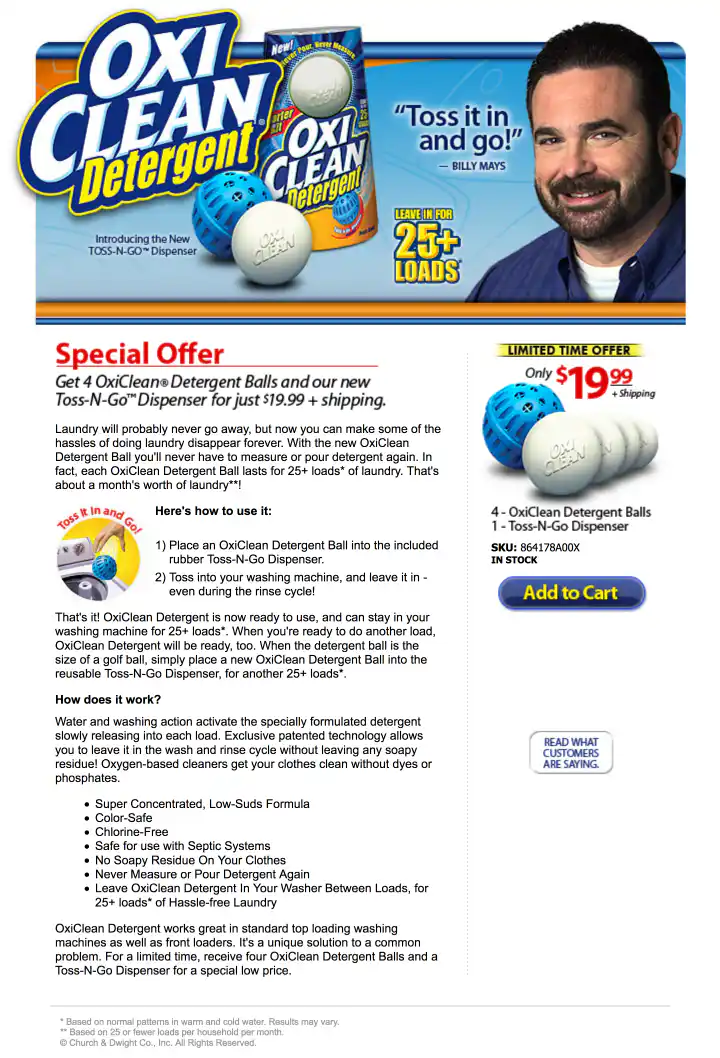 OXI
CLEAN®
Detergent
New!
Never Pour, Never Measure
OXI
CLEAN
Detergent
OXI
CLEAN
Introducing the New
TOSS-N-GO™ Dispenser
“Toss it in
and go!”
— BILLY MAYS
LEAVE IN FOR
25+
LOADS*
Special Offer
Get 4 OxiClean® Detergent Balls and our new
Toss-N-Go™ Dispenser for just $19.99 + shipping.
Laundry will probably never go away, but now you can make some of the
hassles of doing laundry disappear forever. With the new OxiClean
Detergent Ball you'll never have to measure or pour detergent again. In
fact, each OxiClean Detergent Ball lasts for 25+ loads* of laundry. That's
about a month's worth of laundry**!
Toss It In and Go!
Here's how to use it:
1) Place an OxiClean Detergent Ball into the included
rubber Toss-N-Go Dispenser.
2) Toss into your washing machine, and leave it in -
even during the rinse cycle!
That's it! OxiClean Detergent is now ready to use, and can stay in your
washing machine for 25+ loads*. When you're ready to do another load,
OxiClean Detergent will be ready, too. When the detergent ball is the
size of a golf ball, simply place a new OxiClean Detergent Ball into the
reusable Toss-N-Go Dispenser, for another 25+ loads*.
How does it work?
Water and washing action activate the specially formulated detergent
slowly releasing into each load. Exclusive patented technology allows
you to leave it in the wash and rinse cycle without leaving any soapy
residue! Oxygen-based cleaners get your clothes clean without dyes or
phosphates.
• Super Concentrated, Low-Suds Formula
• Color-Safe
• Chlorine-Free
• Safe for use with Septic Systems
• No Soapy Residue On Your Clothes
• Never Measure or Pour Detergent Again
• Leave OxiClean Detergent In Your Washer Between Loads, for
25+ loads* of Hassle-free Laundry
OxiClean Detergent works great in standard top loading washing
machines as well as front loaders. It's a unique solution to a common
problem. For a limited time, receive four OxiClean Detergent Balls and a
Toss-N-Go Dispenser for a special low price.
LIMITED TIME OFFER
Only $19.99
+ Shipping
OXI
CLEAN
4 - OxiClean Detergent Balls
1 - Toss-N-Go Dispenser
SKU: 864178A00X
IN STOCK
Add to Cart
READ WHAT
CUSTOMERS
ARE SAYING.
* Based on normal patterns in warm and cold water. Results may vary.
** Based on 25 or fewer loads per household per month.
© Church & Dwight Co., Inc. All Rights Reserved.